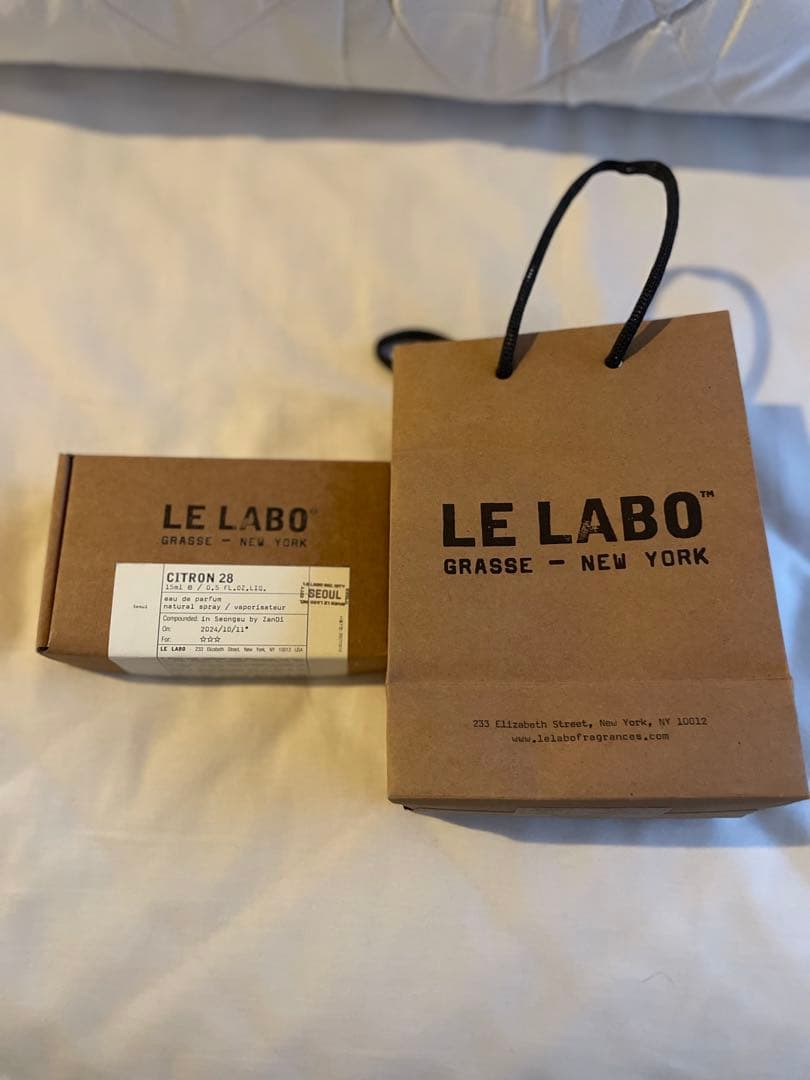 LE LABO®
GRASSE — NEW YORK
CITRON 28
15ml e / 0.5 FL.OZ.LIQ.
eau de parfum
natural spray / vaporisateur
Compounded: in Seongsu by ZanDi
On: 2024/10/11*
For: ☆☆☆
LE LABO 233 Elizabeth Street, New York, NY 10012 USA
Seoul
SEOUL
LE LABO™
GRASSE — NEW YORK
233 Elizabeth Street, New York, NY 10012
www.lelabofragrances.com